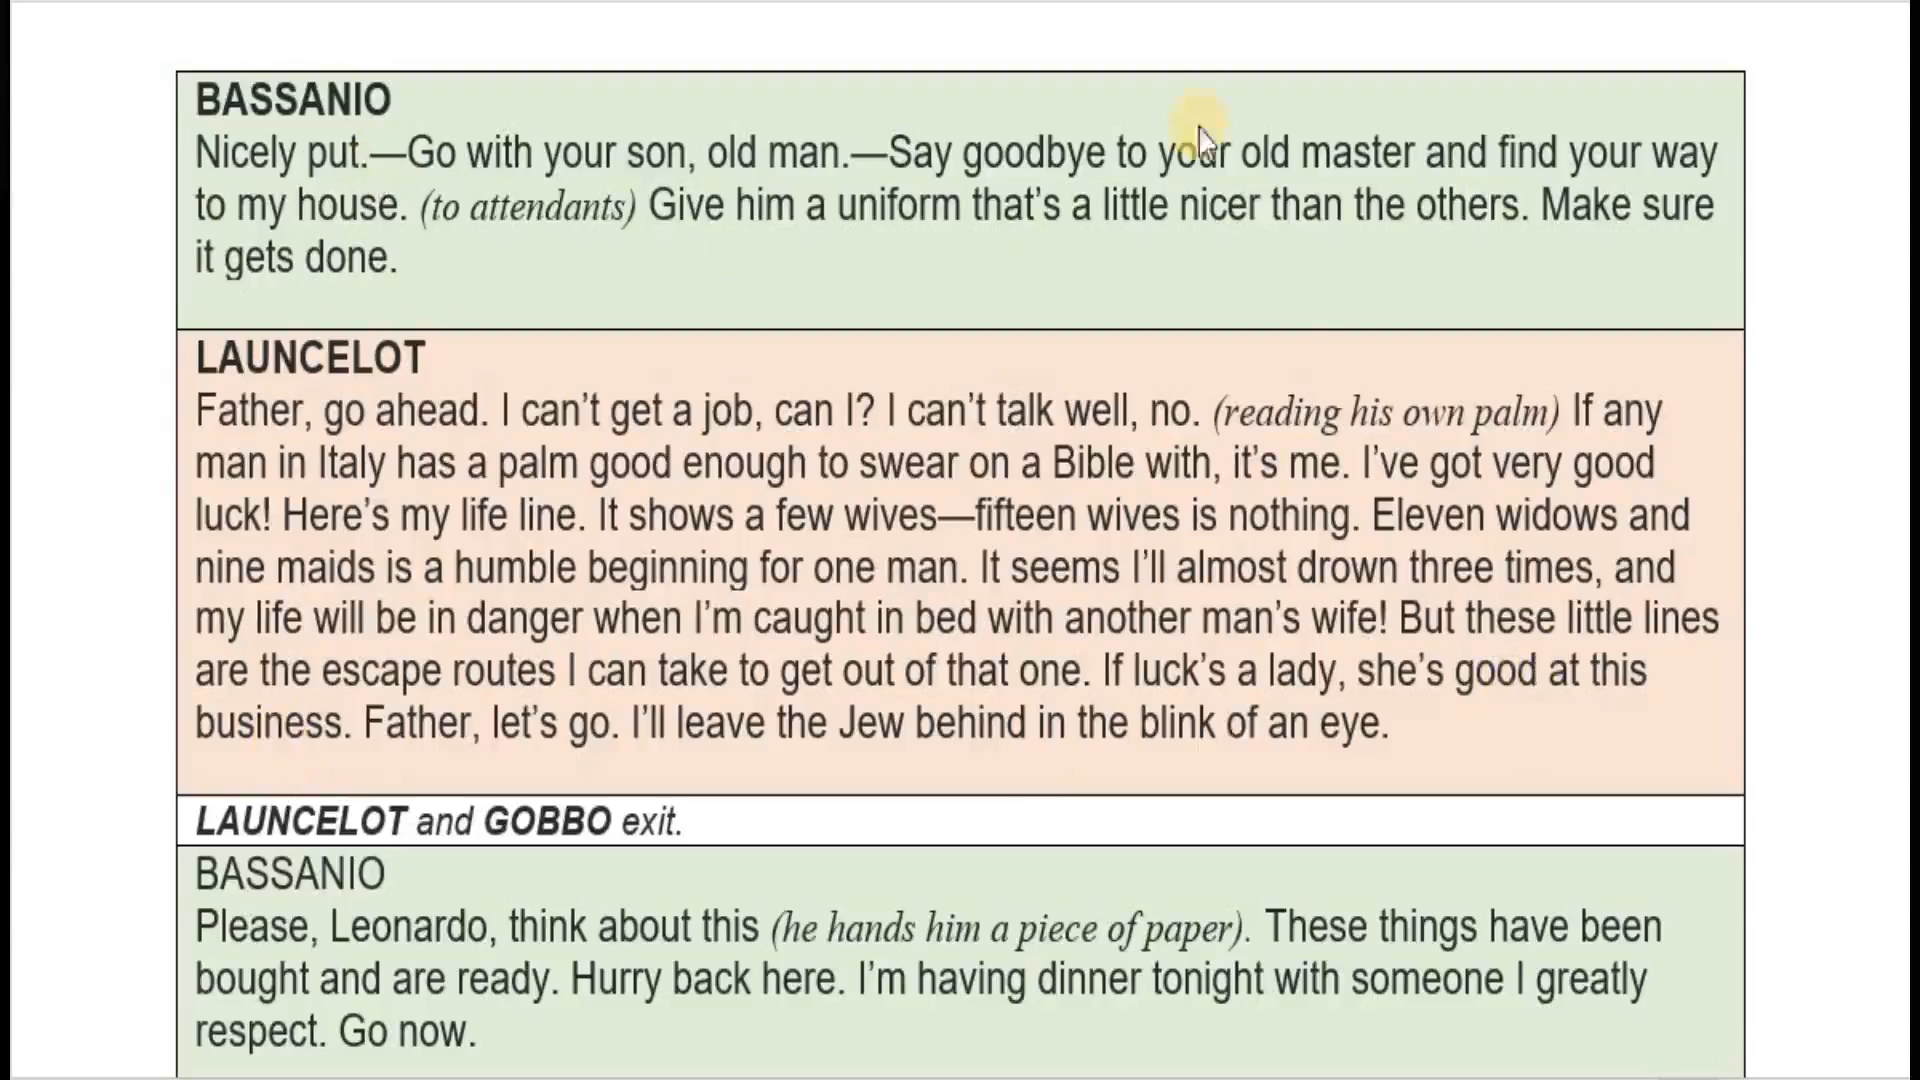 BASSANIO
Nicely put.—Go with your son, old man.—Say goodbye to your old master and find your way
to my house. (to attendants) Give him a uniform that’s a little nicer than the others. Make sure
it gets done.
LAUNCELOT
Father, go ahead. I can’t get a job, can I? I can’t talk well, no. (reading his own palm) If any
man in Italy has a palm good enough to swear on a Bible with, it’s me. I’ve got very good
luck! Here’s my life line. It shows a few wives—fifteen wives is nothing. Eleven widows and
nine maids is a humble beginning for one man. It seems I’ll almost drown three times, and
my life will be in danger when I’m caught in bed with another man’s wife! But these little lines
are the escape routes I can take to get out of that one. If luck’s a lady, she’s good at this
business. Father, let’s go. I’ll leave the Jew behind in the blink of an eye.
LAUNCELOT and GOBBO exit.
BASSANIO
Please, Leonardo, think about this (he hands him a piece of paper). These things have been
bought and are ready. Hurry back here. I’m having dinner tonight with someone I greatly
respect. Go now.